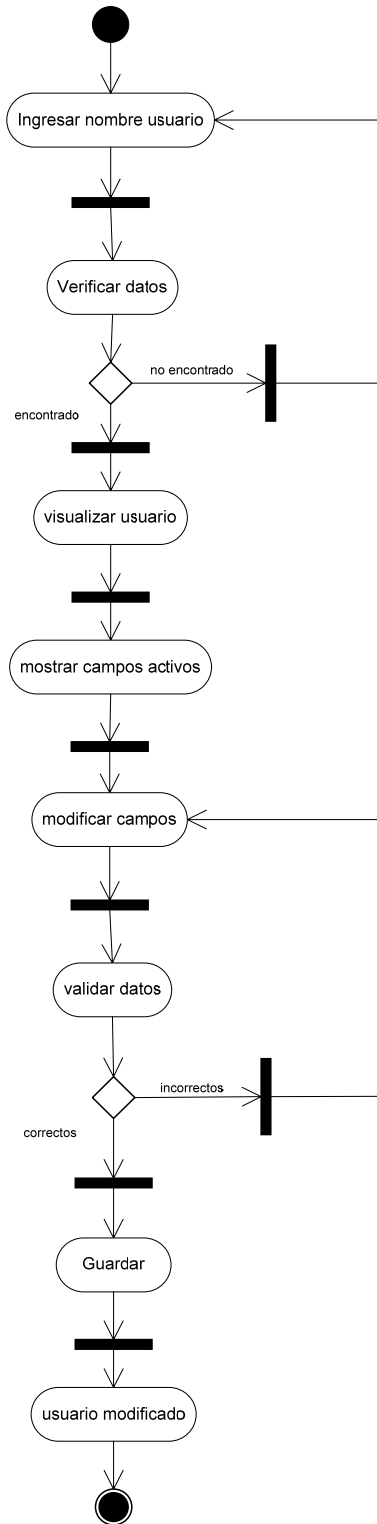 Ingresar nombre usuario
Verificar datos
no encontrado
encontrado
visualizar usuario
mostrar campos activos
modificar campos
validar datos
incorrectos
correctos
Guardar
usuario modificado